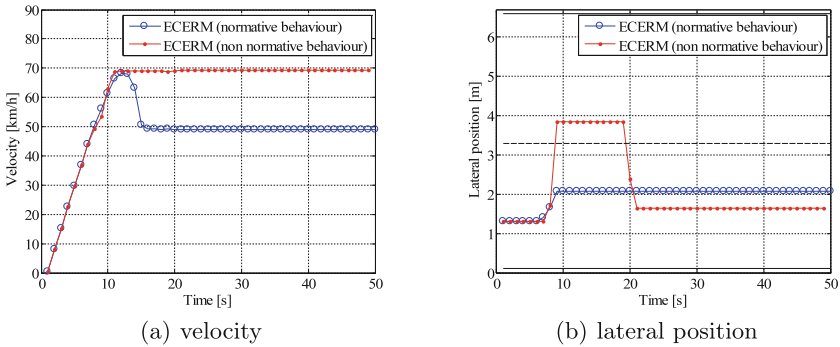 90
80
70
60
50
40
30
20
10
0
Velocity [km/h]
ECERM (normative behaviour)
ECERM (non normative behaviour)
0 10 20 30 40 50
Time [s]
(a) velocity
6
5
4
3
2
1
0
Lateral position [m]
ECERM (normative behaviour)
ECERM (non normative behaviour)
0 10 20 30 40 50
Time [s]
(b) lateral position